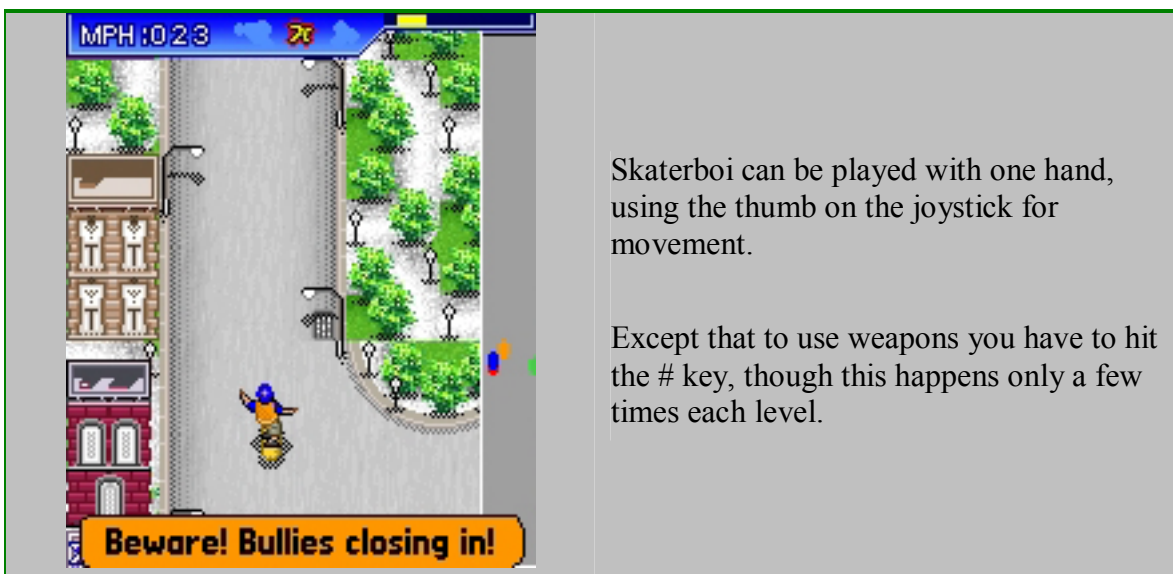 MPH:023
Beware! Bullies closing in!
Skaterboi can be played with one hand,
using the thumb on the joystick for
movement.
Except that to use weapons you have to hit
the # key, though this happens only a few
times each level.